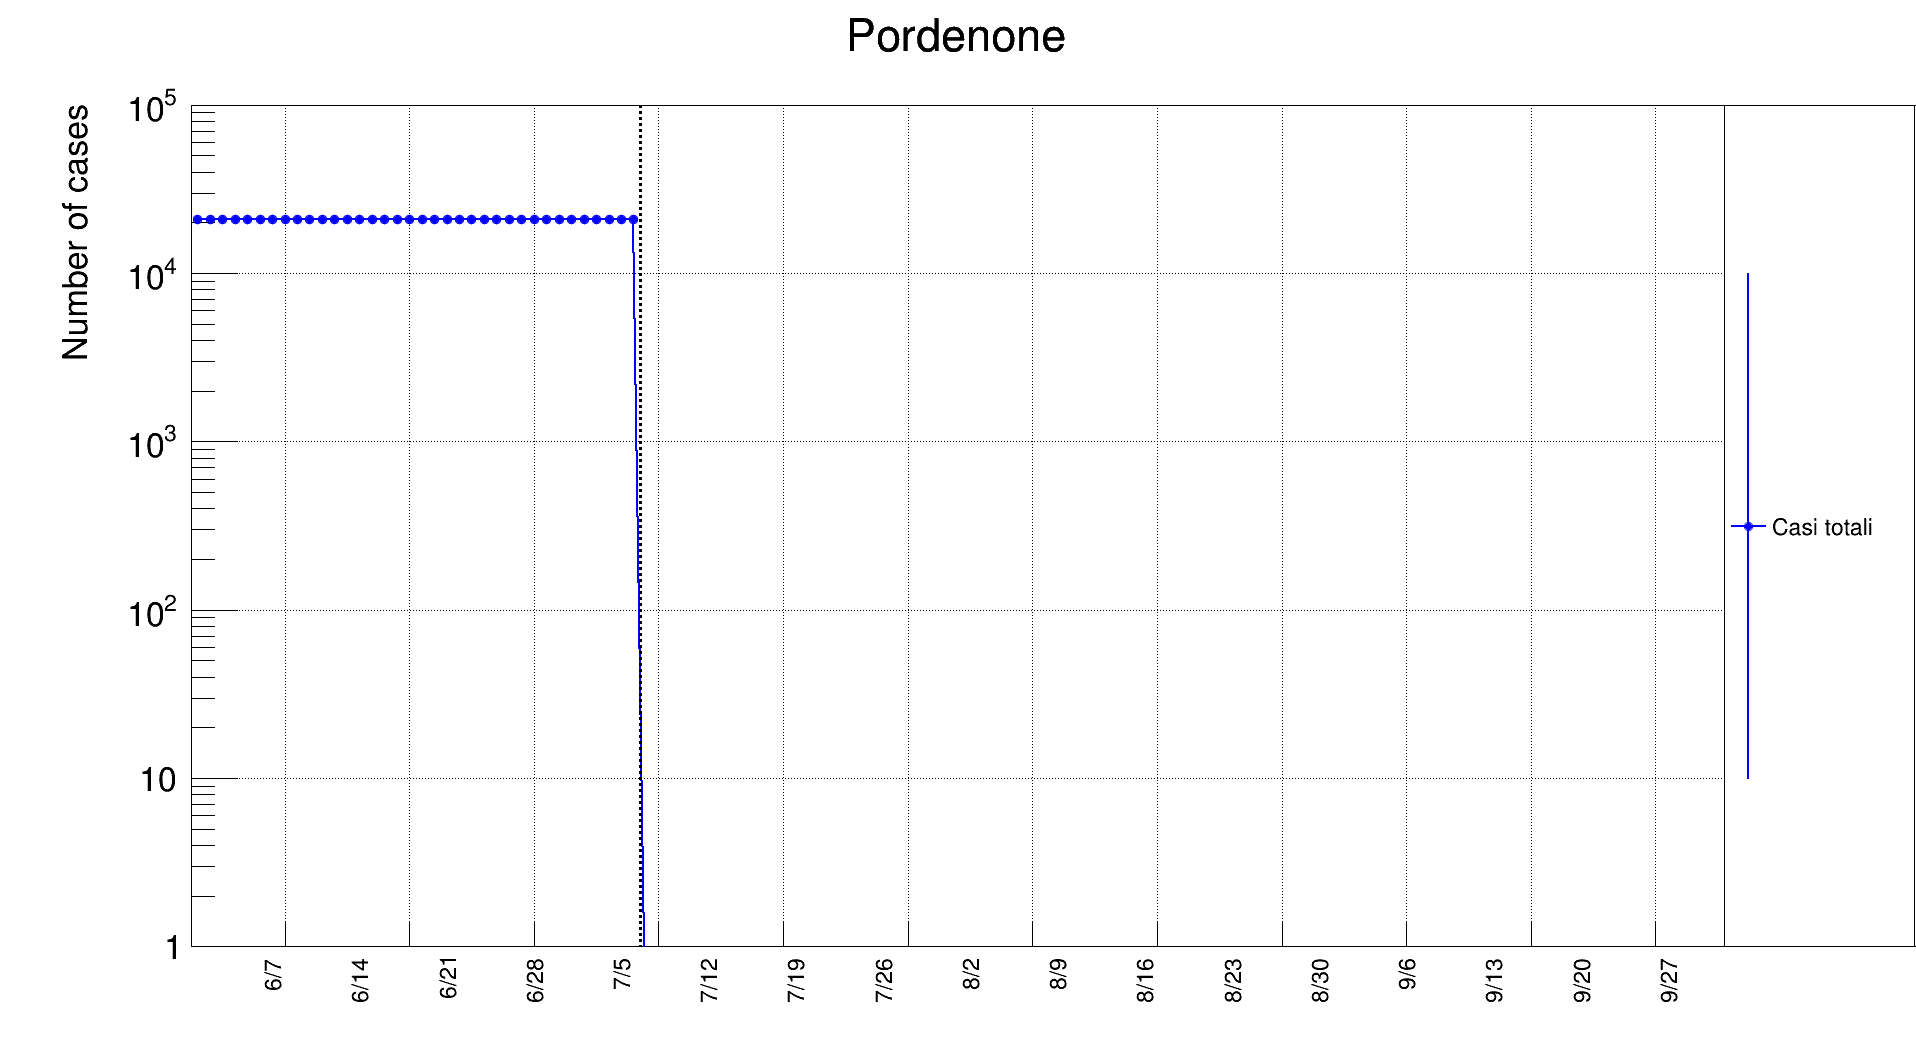 Pordenone
Number of cases
10^5
10^4
10^3
10^2
10
1
6/7 6/14 6/21 6/28 7/5 7/12 7/19 7/26 8/2 8/9 8/16 8/23 8/30 9/6 9/13 9/20 9/27
Casi totali